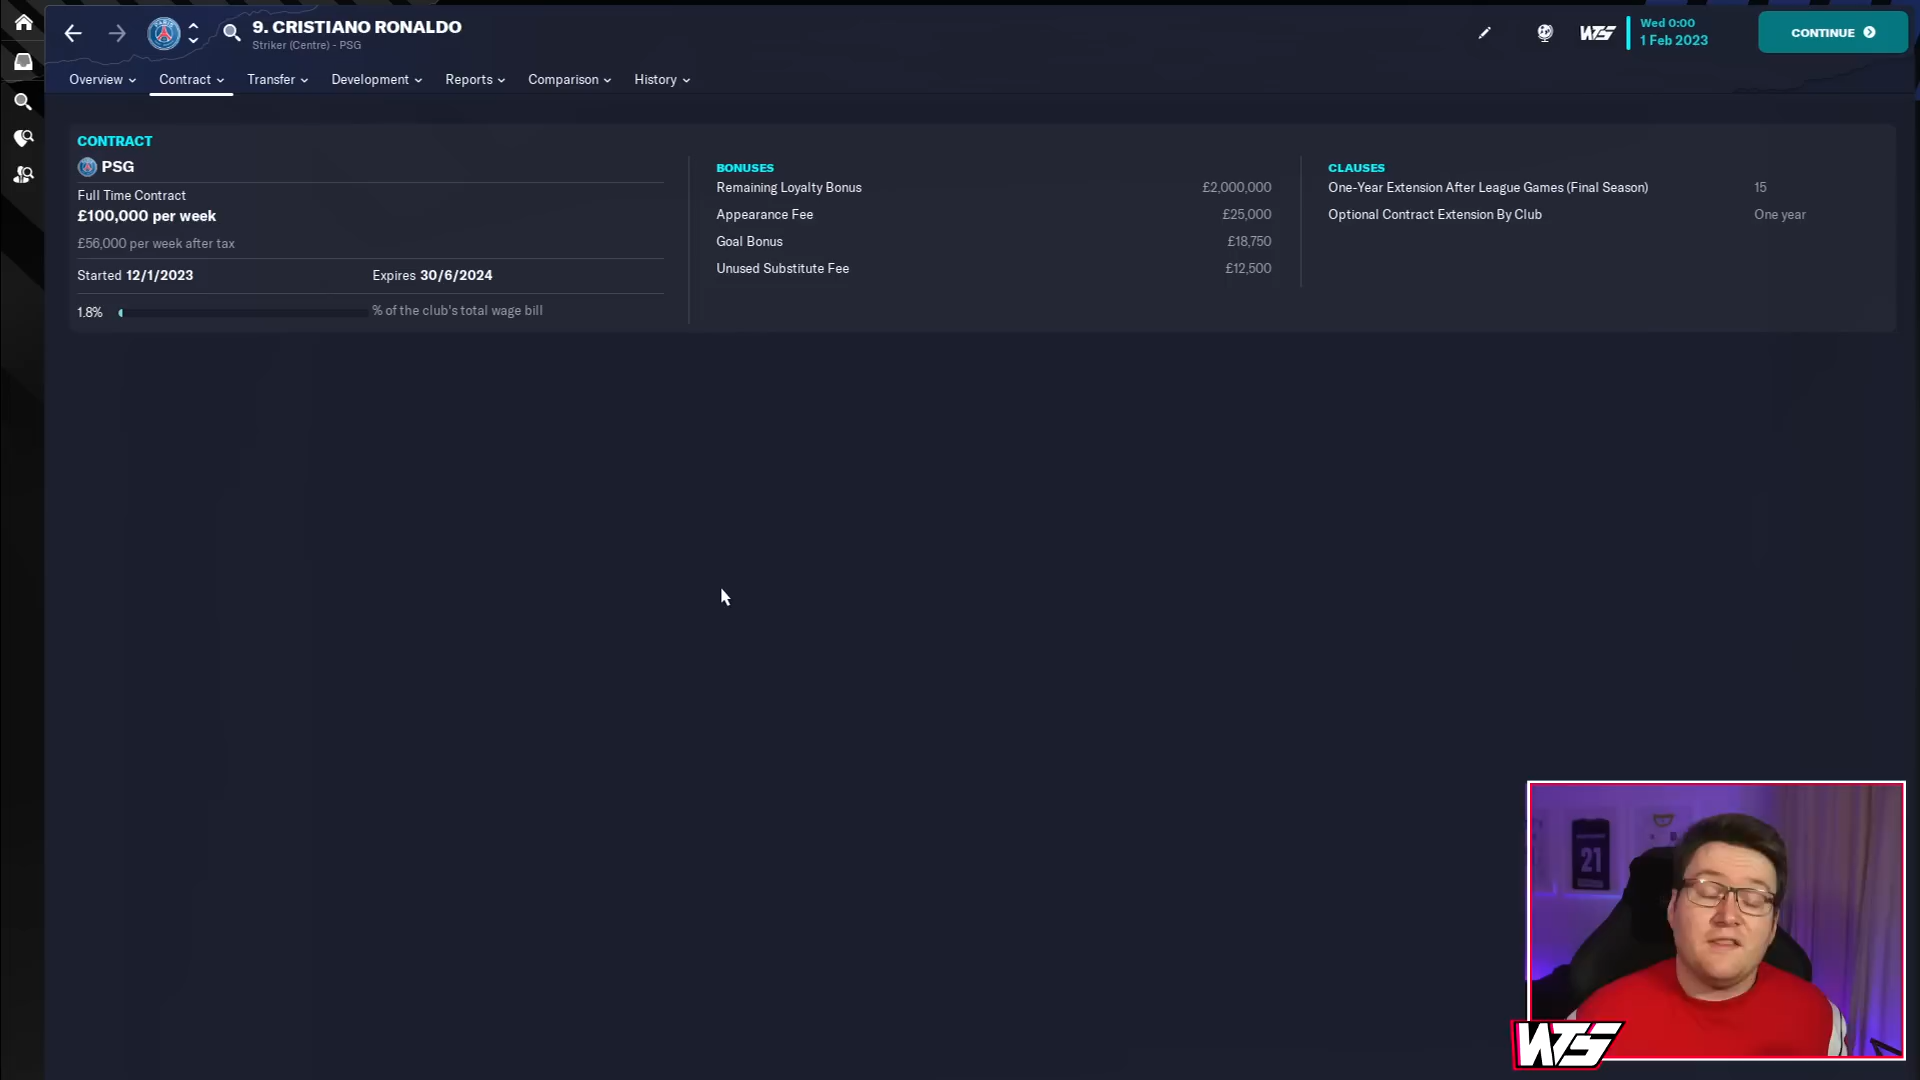 9. CRISTIANO RONALDO
Striker (Centre) - PSG
WTS
Wed 0:00
1 Feb 2023
CONTINUE
Overview
Contract
Transfer
Development
Reports
Comparison
History
CONTRACT
PSG
Full Time Contract
£100,000 per week
£56,000 per week after tax
Started 12/1/2023
Expires 30/6/2024
1.8%
% of the club's total wage bill
BONUSES
Remaining Loyalty Bonus £2,000,000
Appearance Fee £25,000
Goal Bonus £18,750
Unused Substitute Fee £12,500
CLAUSES
One-Year Extension After League Games (Final Season) 15
Optional Contract Extension By Club One year
21
WTS